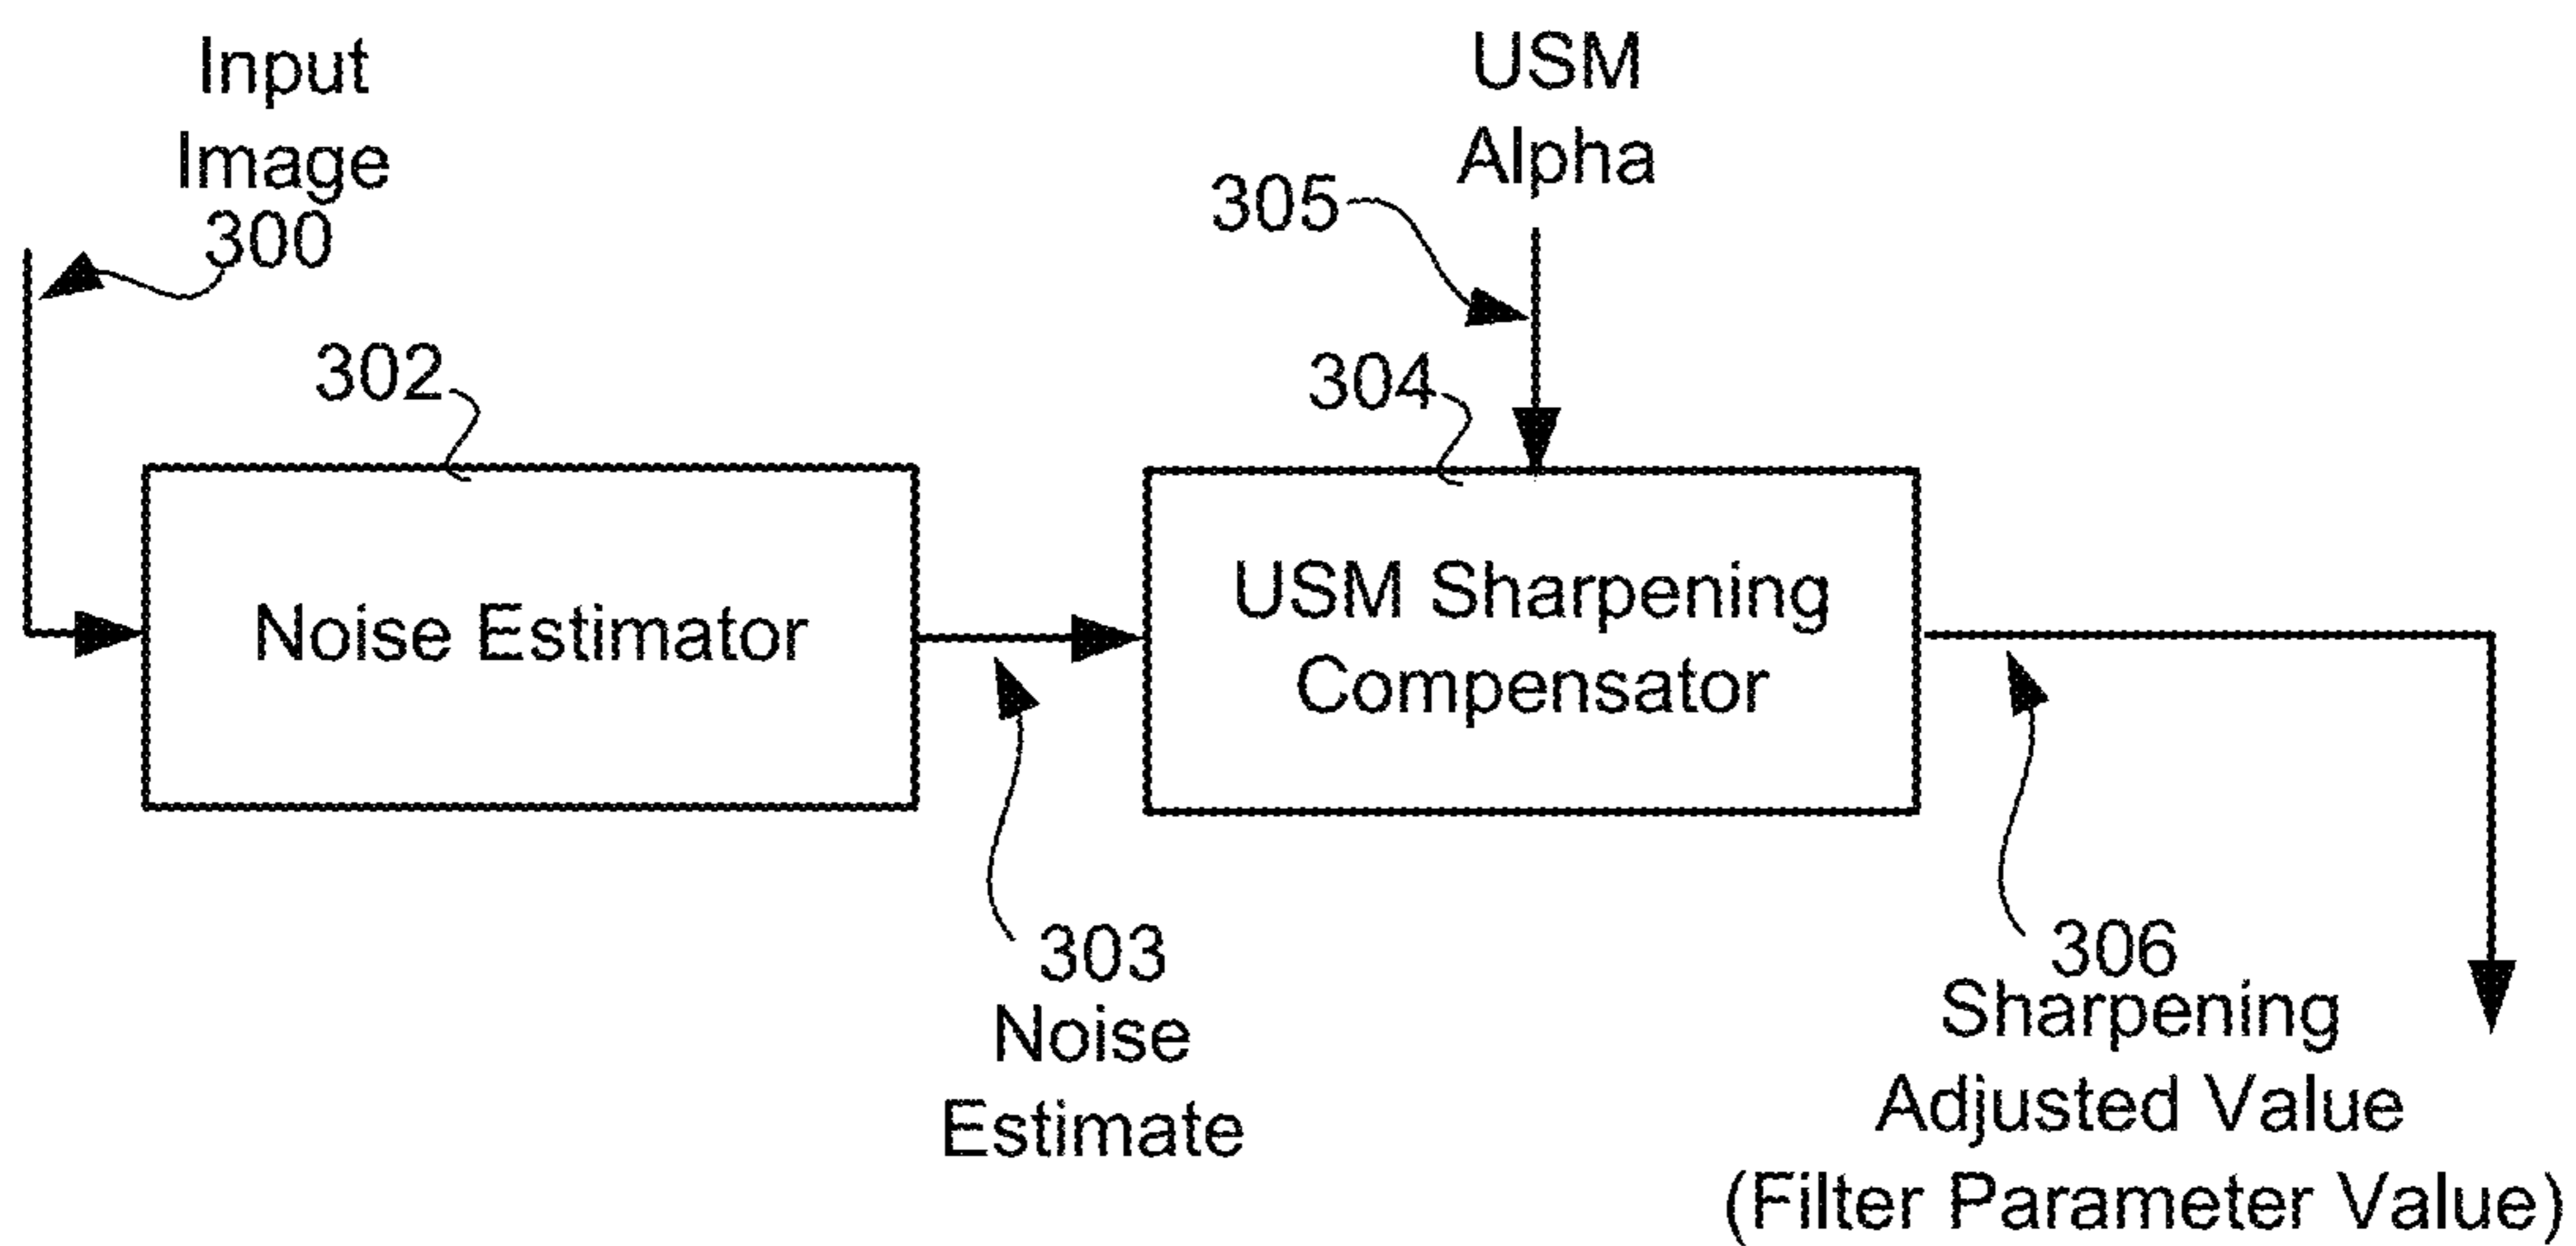 Input
Image
300
USM
Alpha
305
302
304
Noise Estimator
USM Sharpening
Compensator
303
Noise
Estimate
306
Sharpening
Adjusted Value
(Filter Parameter Value)